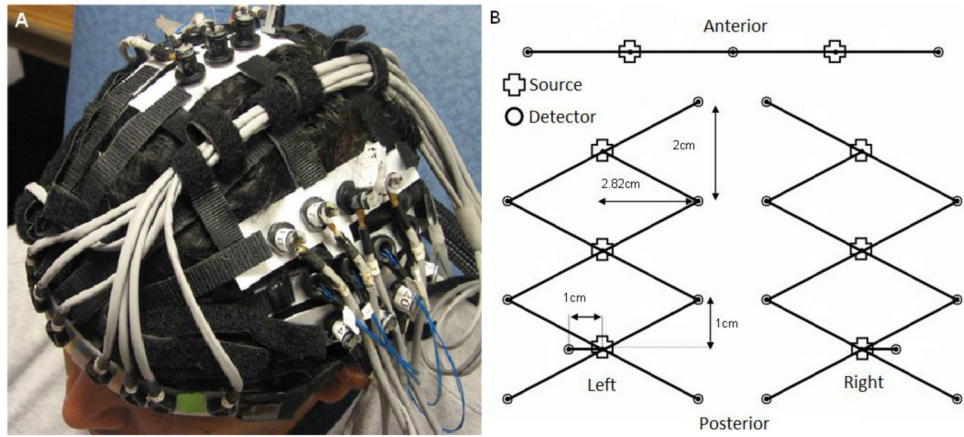 A
B
Anterior
Source
Detector
2cm
2.82cm
1cm
1cm
Left
Right
Posterior